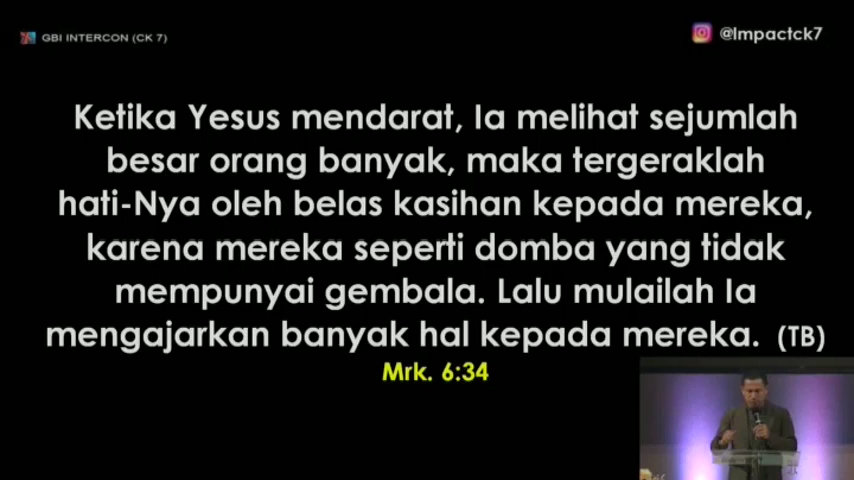 GBI INTERCON (CK 7)
@Impactck7
Ketika Yesus mendarat, Ia melihat sejumlah
besar orang banyak, maka tergeraklah
hati-Nya oleh belas kasihan kepada mereka,
karena mereka seperti domba yang tidak
mempunyai gembala. Lalu mulailah Ia
mengajarkan banyak hal kepada mereka. (TB)
Mrk. 6:34